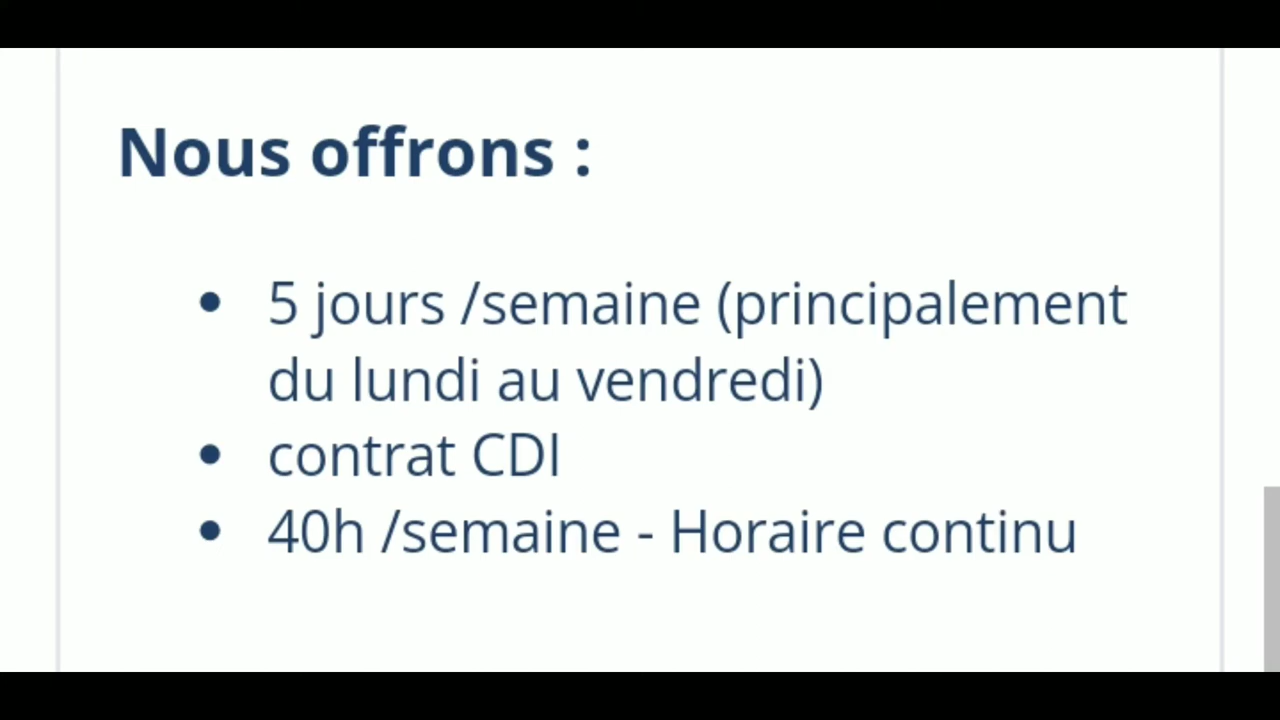 Nous offrons :
• 5 jours /semaine (principalement
du lundi au vendredi)
• contrat CDI
• 40h /semaine - Horaire continu